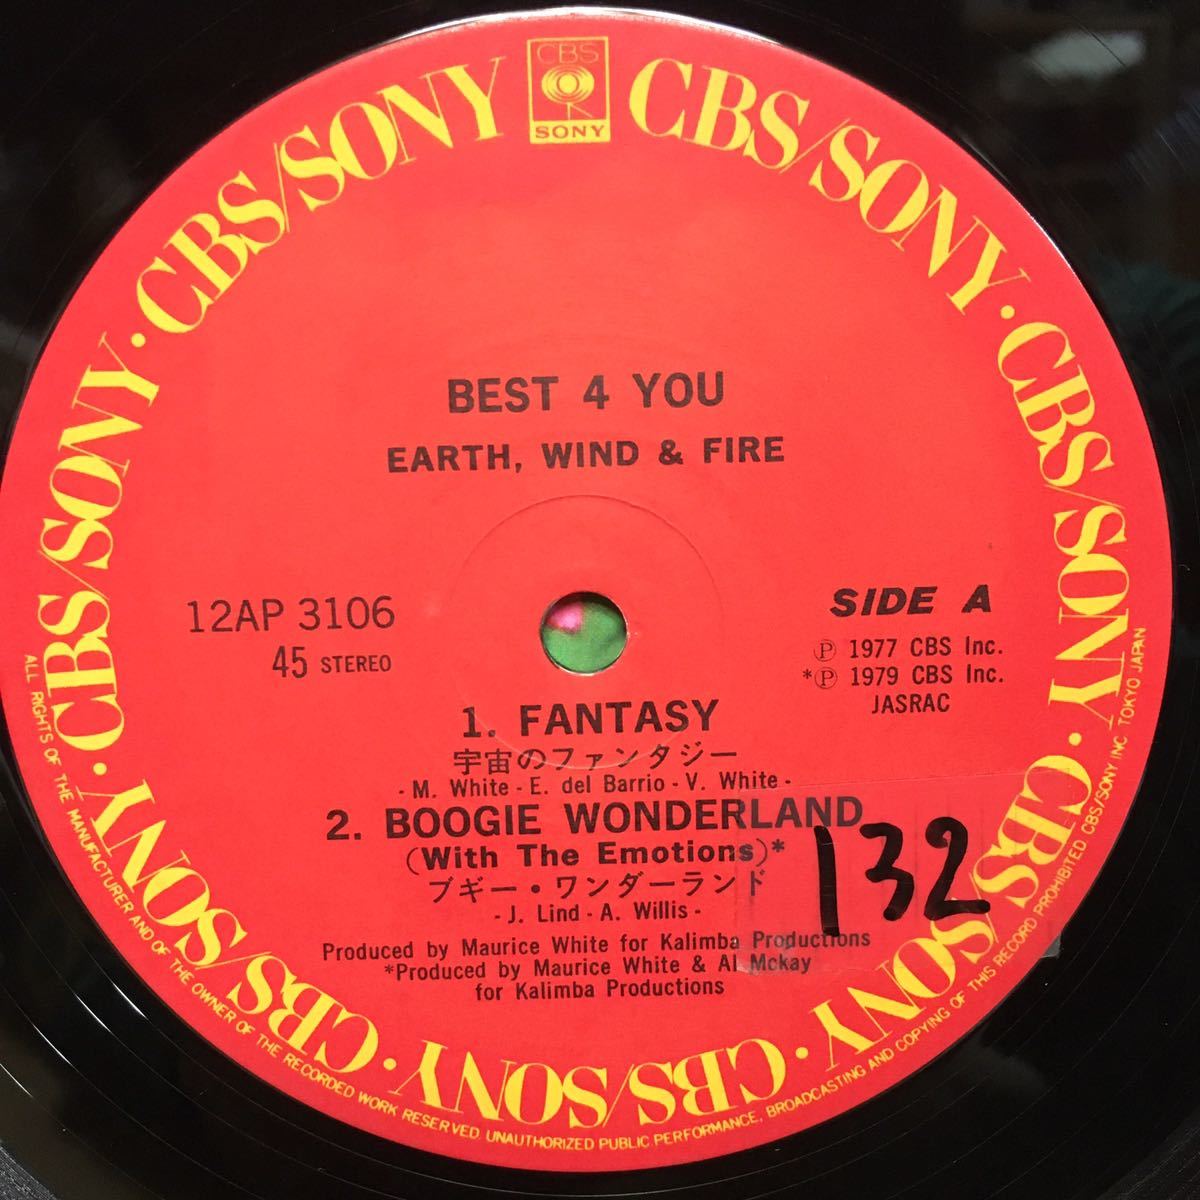 CBS
SONY
CBS/SONY · CBS/SONY · CBS/SONY · CBS/SONY · CBS/SONY · CBS/SONY · CBS/SONY · CBS/SONY · CBS/SONY · CBS/SONY
BEST 4 YOU
EARTH, WIND & FIRE
12AP 3106
45 STEREO
SIDE A
Ⓟ 1977 CBS Inc.
*Ⓟ 1979 CBS Inc.
JASRAC
1. FANTASY
宇宙のファンタジー
- M. White - E. del Barrio - V. White -
2. BOOGIE WONDERLAND
(With The Emotions)*
ブギー・ワンダーランド
- J. Lind - A. Willis -
132
Produced by Maurice White for Kalimba Productions
*Produced by Maurice White & Al Mckay
for Kalimba Productions
ALL RIGHTS OF THE MANUFACTURER AND OF THE OWNER OF THE RECORDED WORK RESERVED. UNAUTHORIZED PUBLIC PERFORMANCE, BROADCASTING AND COPYING OF THIS RECORD PROHIBITED CBS/SONY INC. TOKYO JAPAN